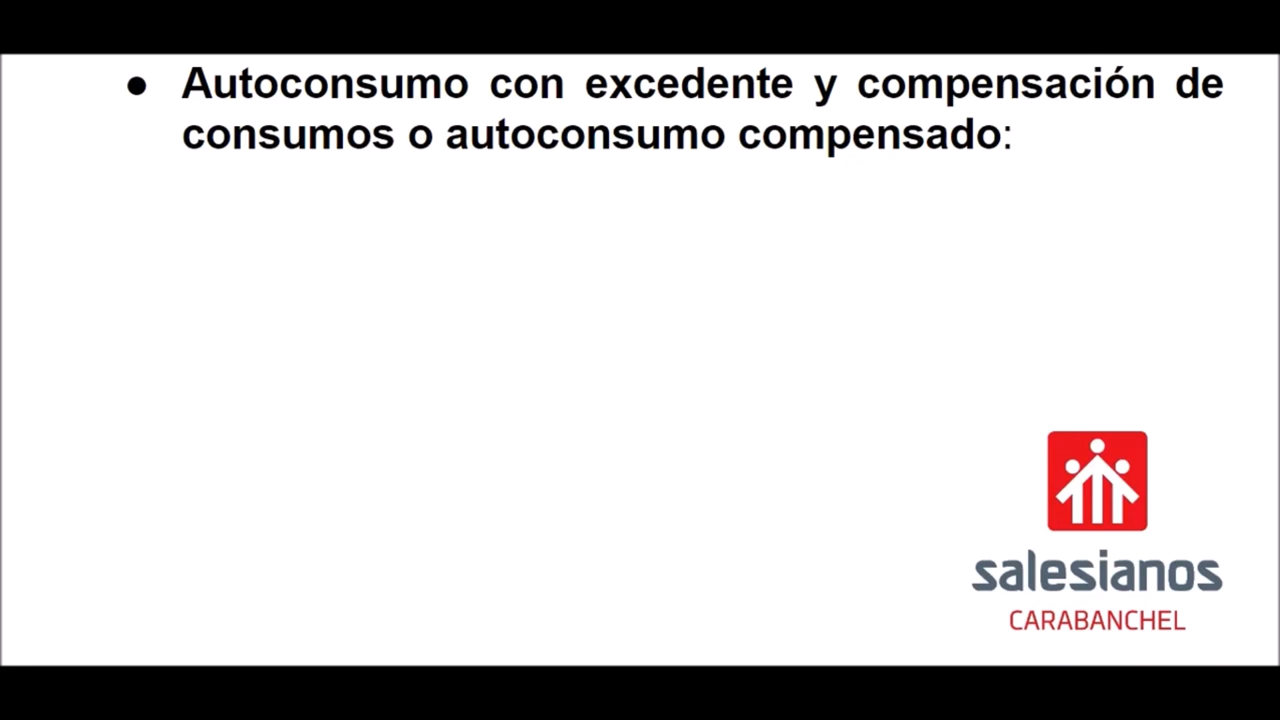 ● Autoconsumo con excedente y compensación de
consumos o autoconsumo compensado:
salesianos
CARABANCHEL